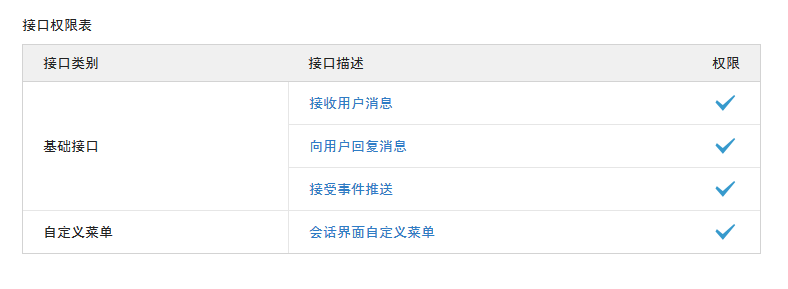 接口权限表
接口类别 接口描述 权限
接收用户消息
基础接口 向用户回复消息
接受事件推送
自定义菜单 会话界面自定义菜单